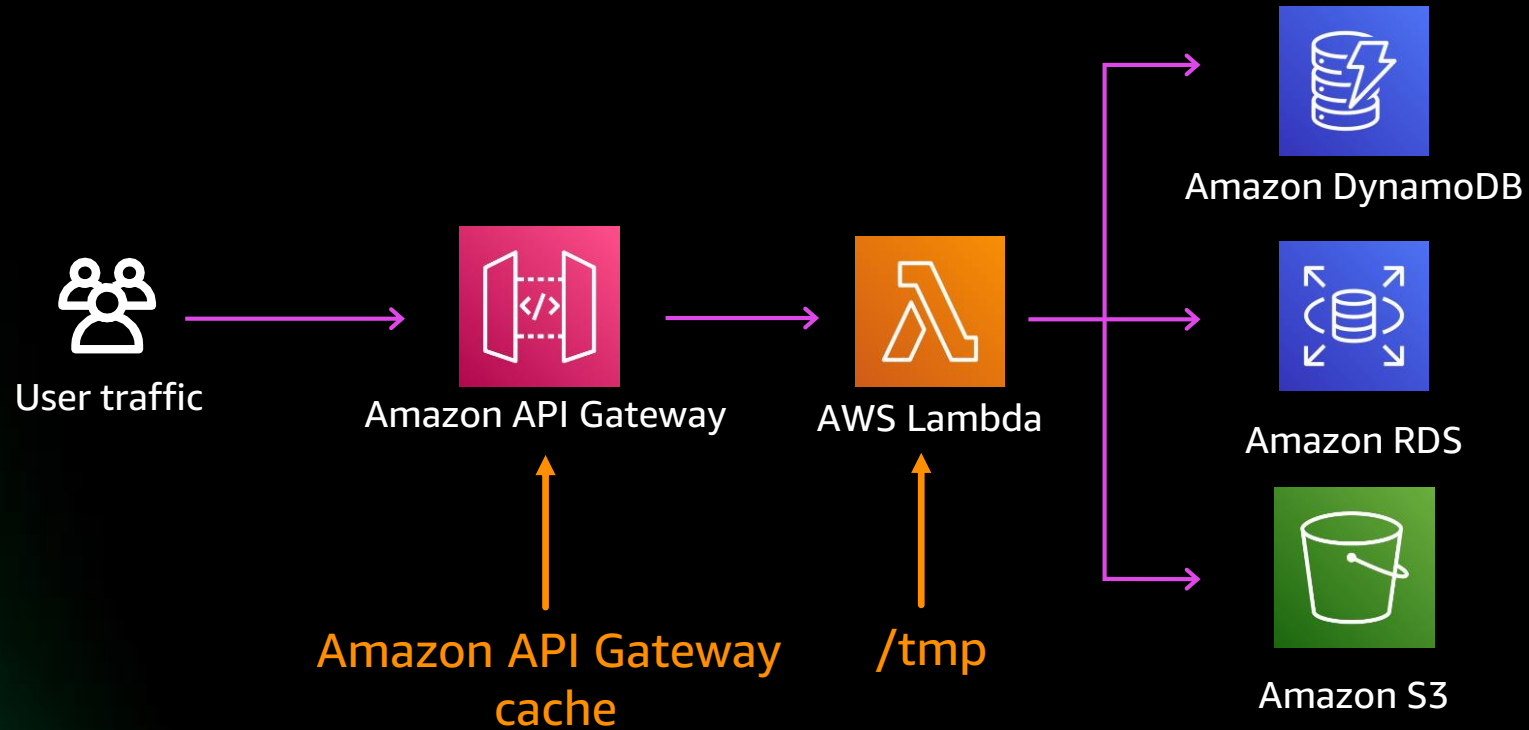 User traffic
Amazon API Gateway
</>
AWS Lambda
Amazon DynamoDB
Amazon RDS
Amazon S3
Amazon API Gateway
cache
/tmp